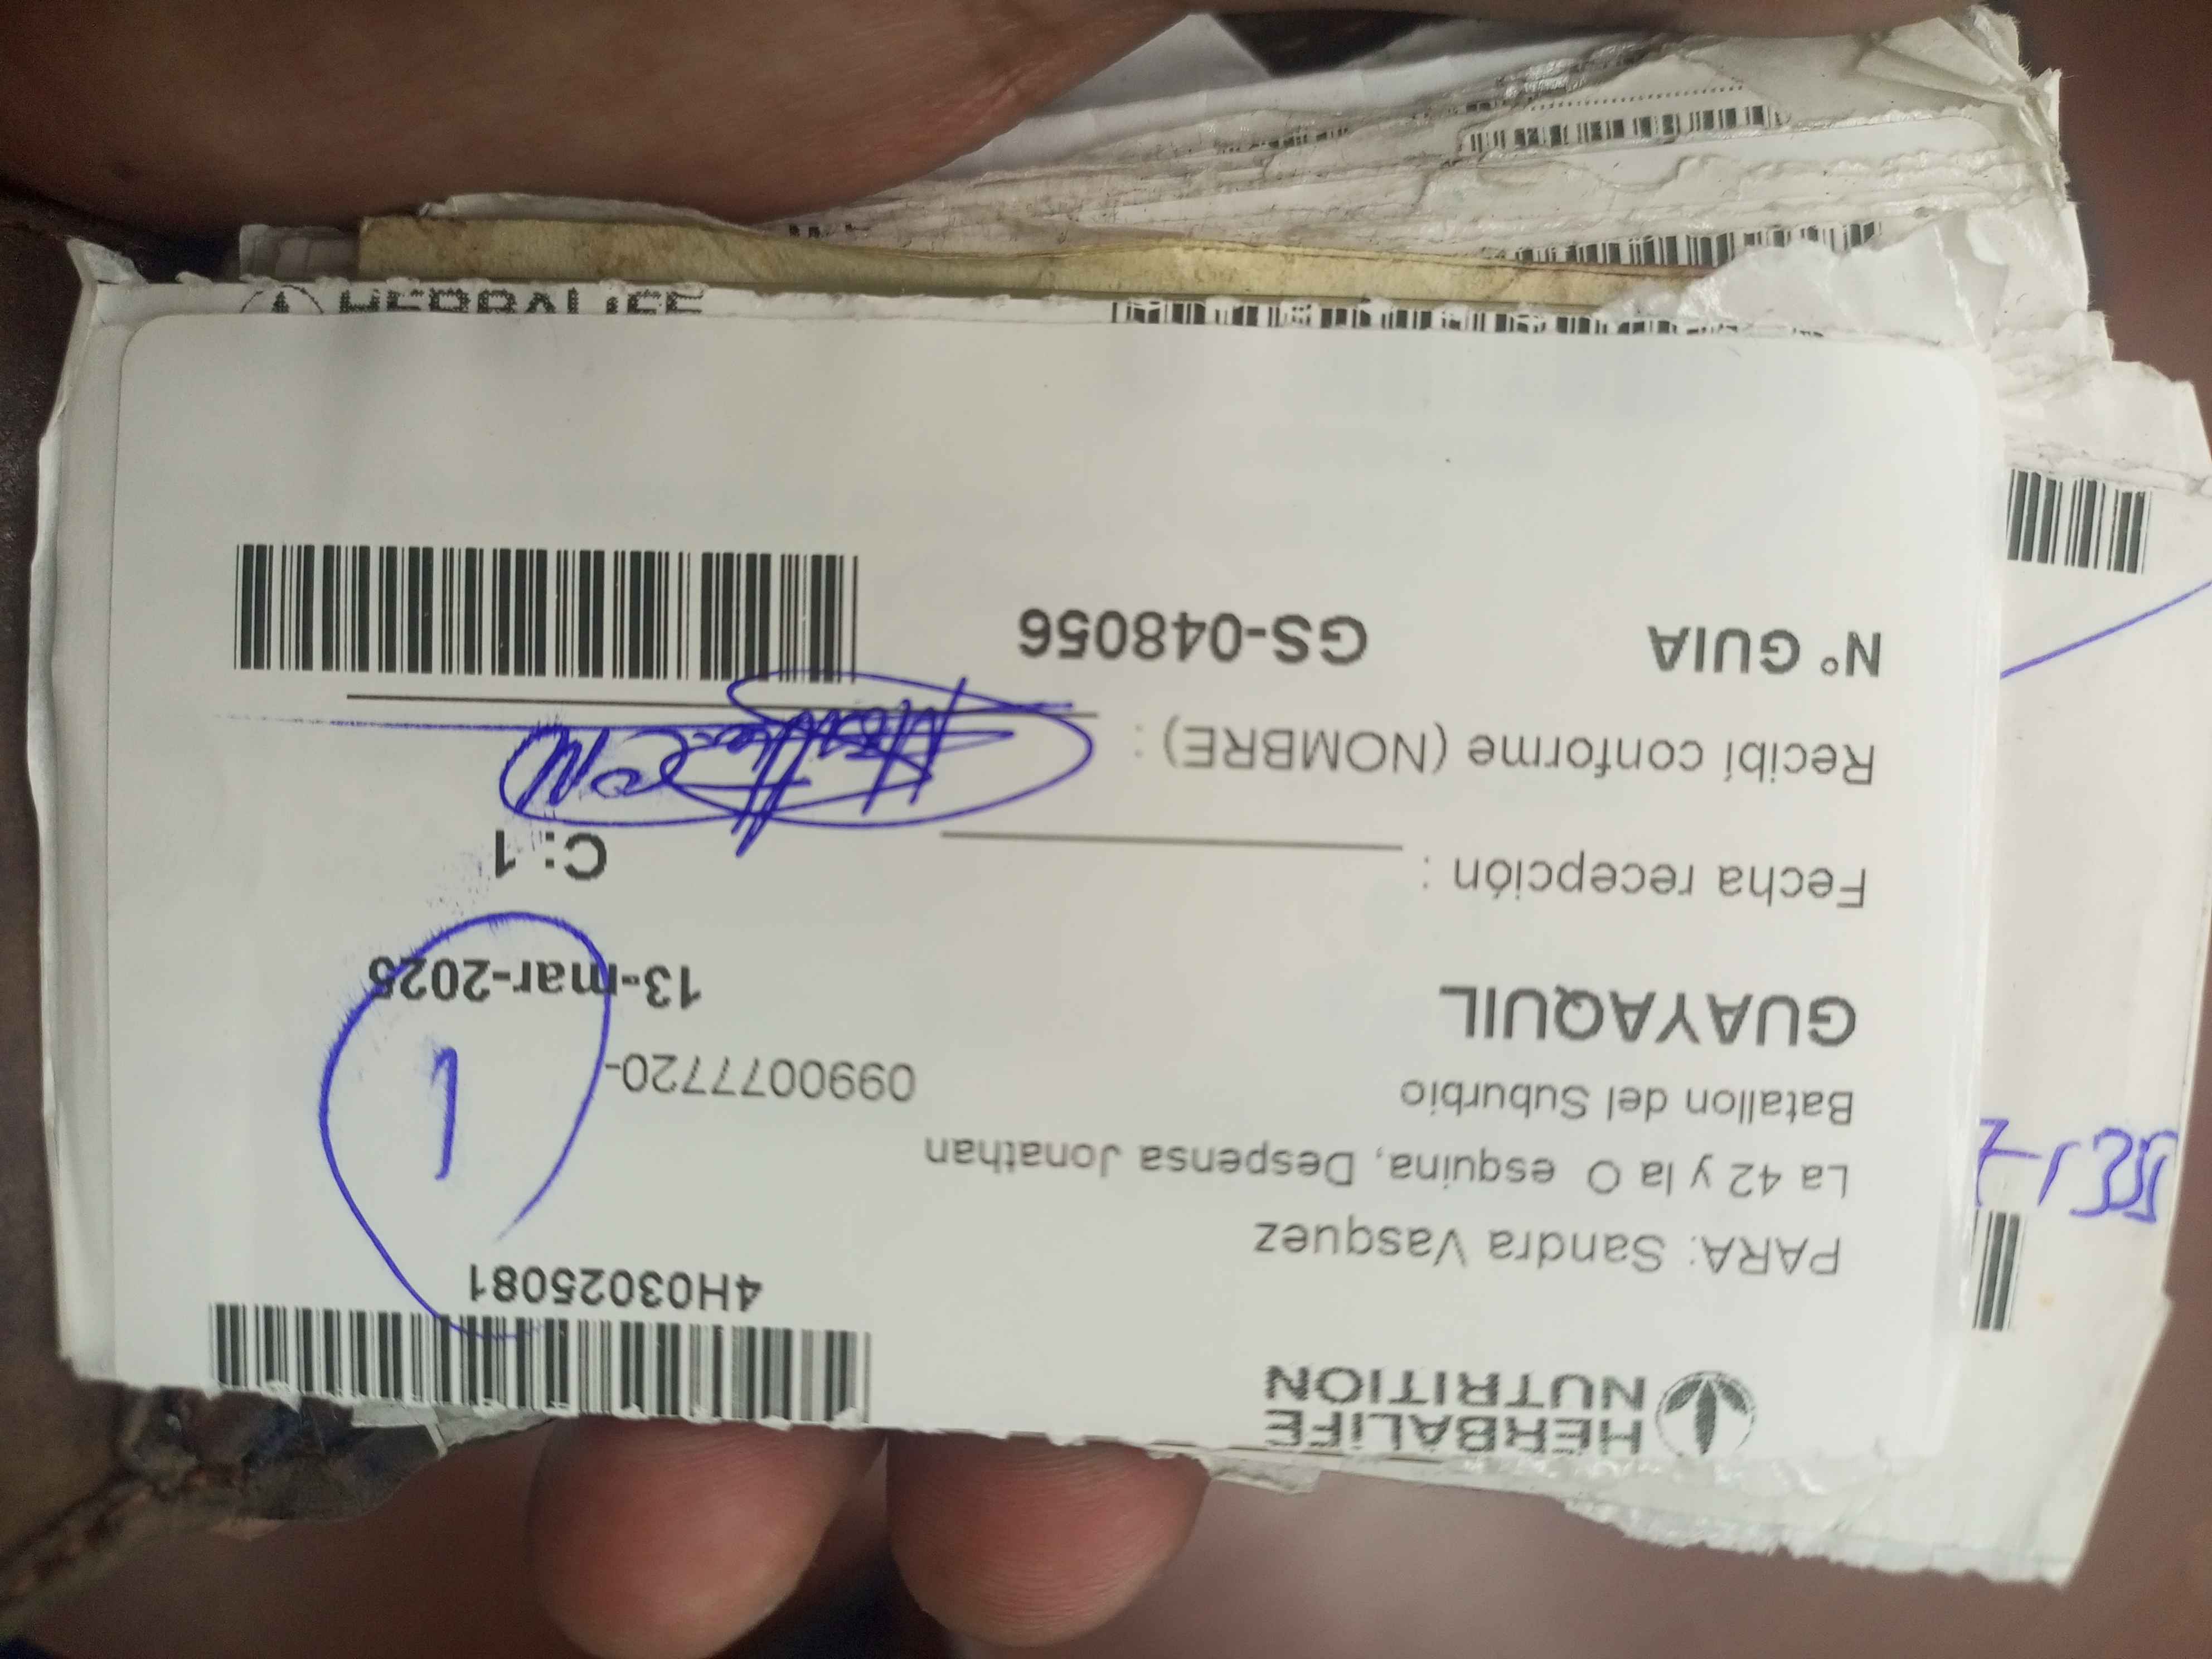 HERBALIFE
NUTRITION
4H03025081
PARA: Sandra Vasquez
La 42 y la O esquina, Despensa Jonathan
Batallon del Suburbio
0990077720-
1
GUAYAQUIL
13-mar-2025
Fecha recepción :
C: 1
Recibí conforme (NOMBRE) :
N° GUIA
GS-048056
HERBALIFE